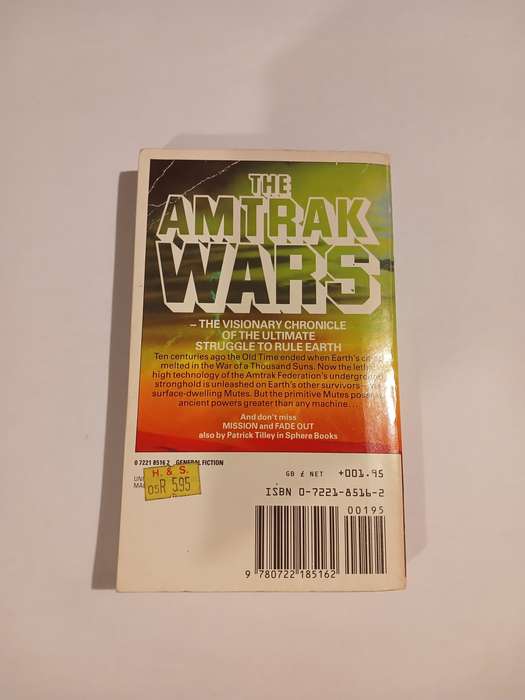 THE
AMTRAK
WARS
– THE VISIONARY CHRONICLE
OF THE ULTIMATE
STRUGGLE TO RULE EARTH
Ten centuries ago the Old Time ended when Earth's
melted in the War of a Thousand Suns. Now the
high technology of the Amtrak Federation's underground
stronghold is unleashed on Earth's other survivors –
surface-dwelling Mutes. But the primitive Mutes
ancient powers greater than any machine...
And don't miss
MISSION and FADE OUT
also by Patrick Tilley in Sphere Books
0 7221 8516 2 GENERAL FICTION
H. & S.
05R 5.95
GB £ NET +001.95
ISBN 0-7221-8516-2
00195
9 780722 185162